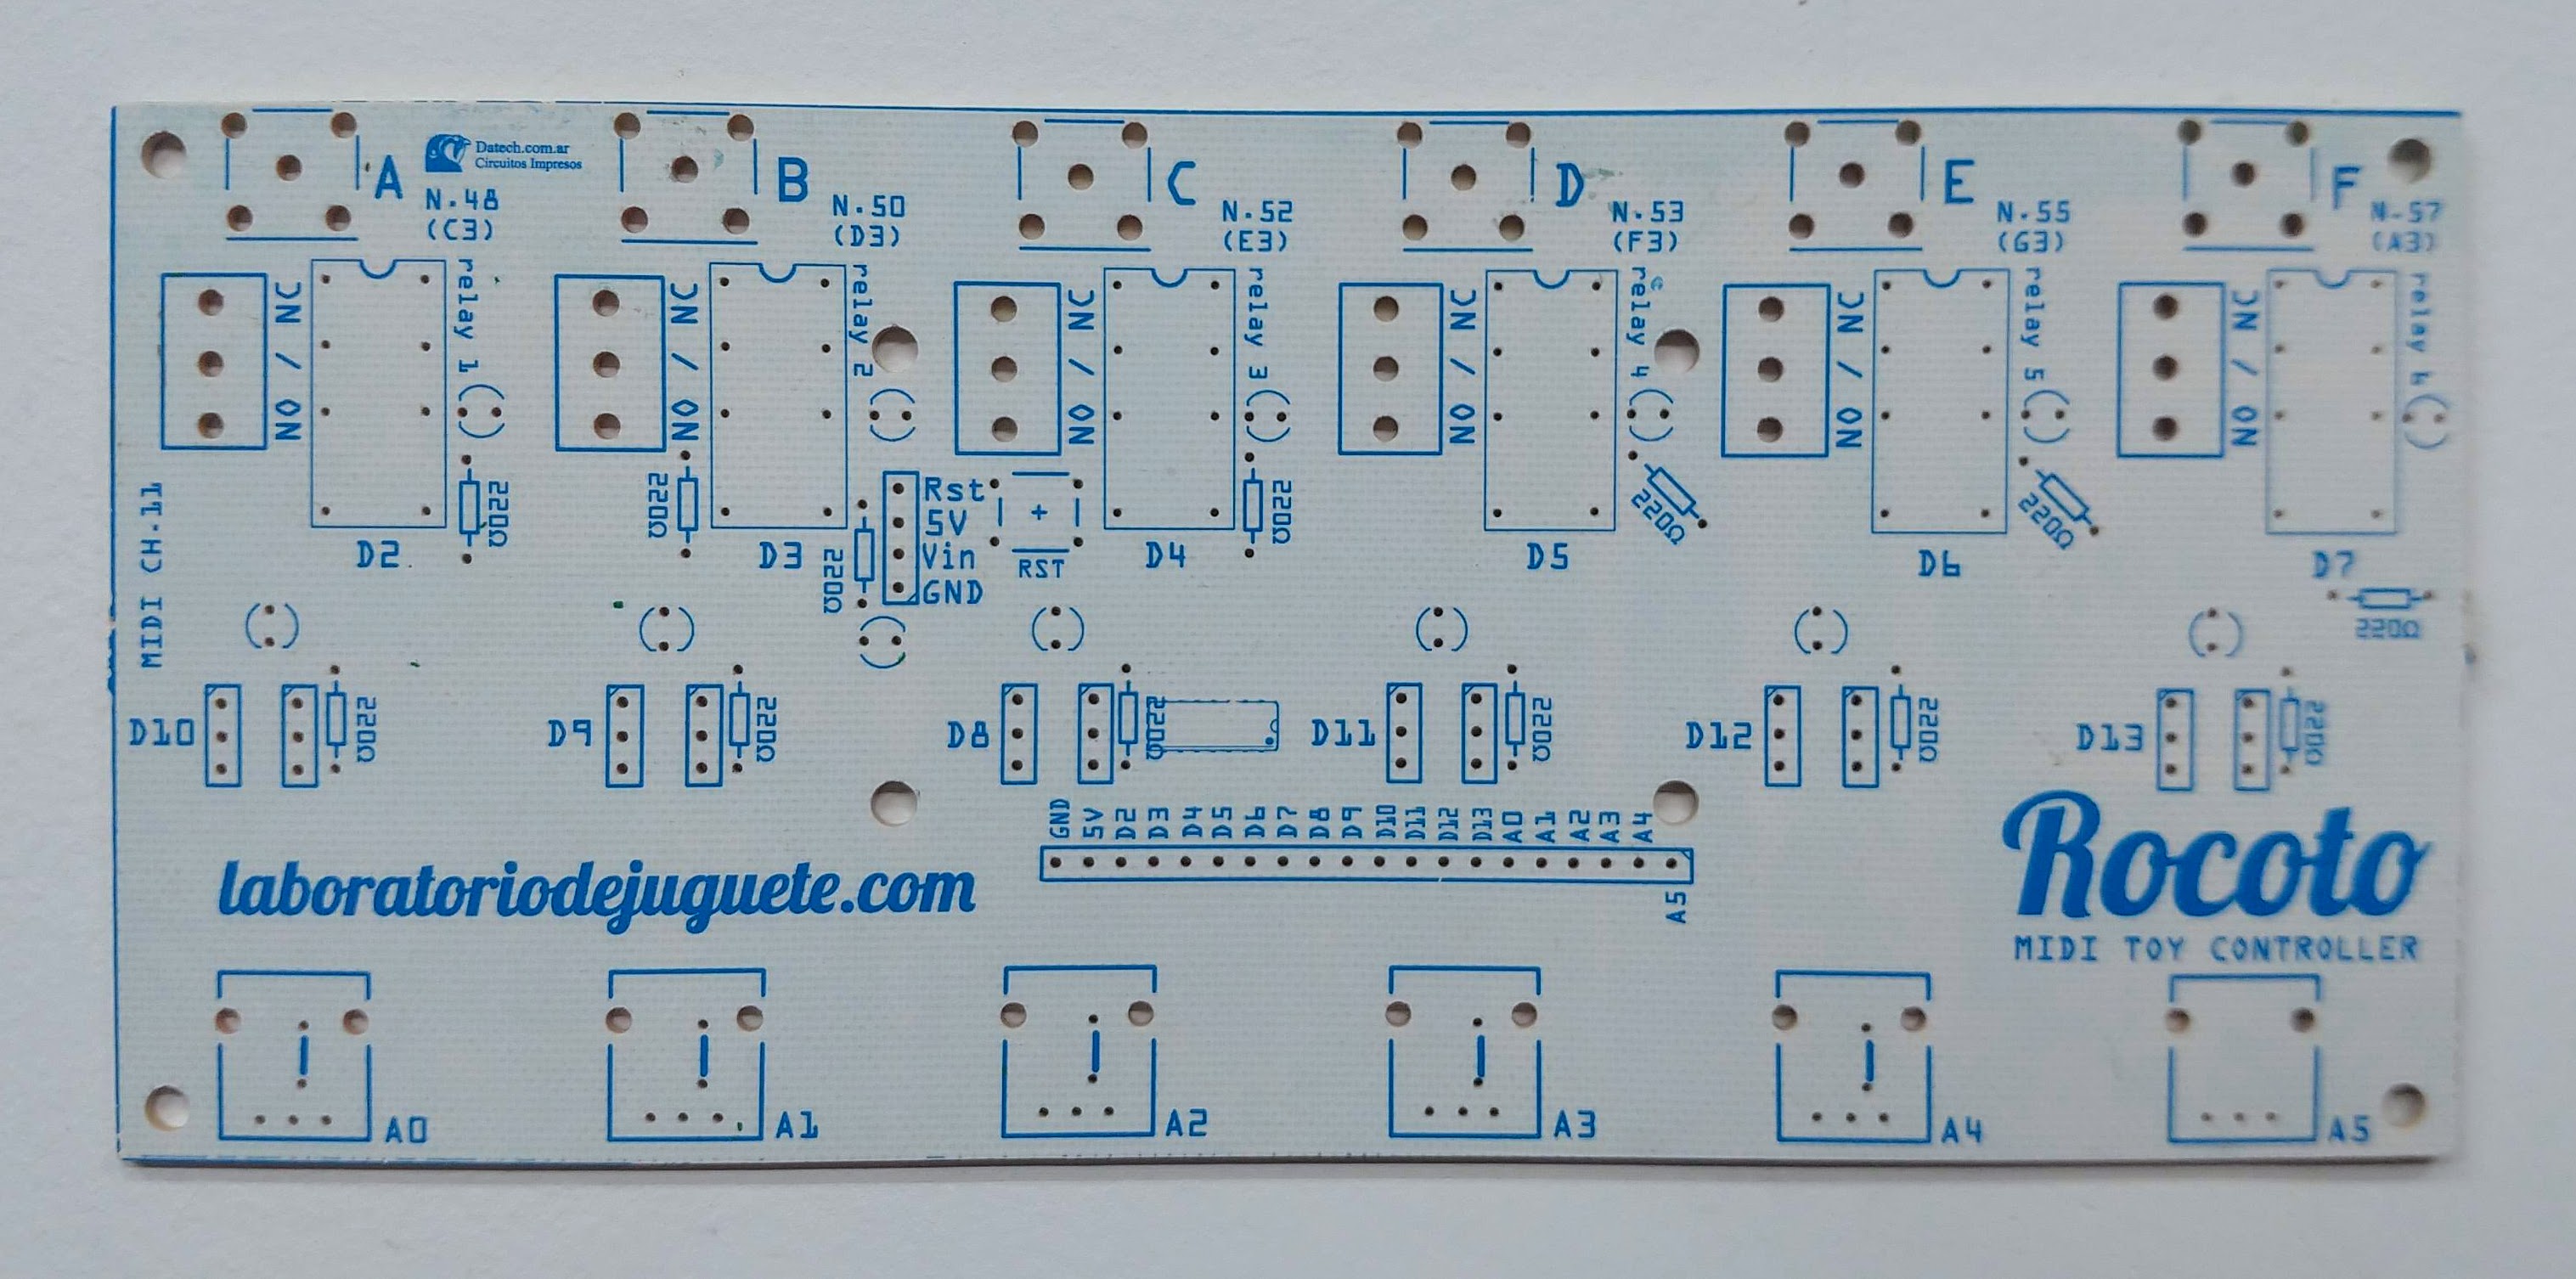 A
Datech.com.ar
Circuitos Impresos
N.48
(C3)
B
N.50
(D3)
C
N.52
(E3)
D
N.53
(F3)
E
N.55
(G3)
F
N.57
(A3)
NC / NO
relay 1
NC / NO
relay 2
NC / NO
relay 3
NC / NO
relay 4
NC / NO
relay 5
NC / NO
relay 6
220Ω
220Ω
220Ω
220Ω
220Ω
220Ω
Rst
5V
Vin
GND
+
RST
MIDI CH.11
D2
D3
D4
D5
D6
D7
220Ω
D10
220Ω
D9
220Ω
D8
220Ω
D11
220Ω
D12
220Ω
D13
220Ω
GND 5V D2 D3 D4 D5 D6 D7 D8 D9 D10 D11 D12 D13 A0 A1 A2 A3 A4
A5
laboratoriodejuguete.com
Rocoto
MIDI TOY CONTROLLER
A0
A1
A2
A3
A4
A5